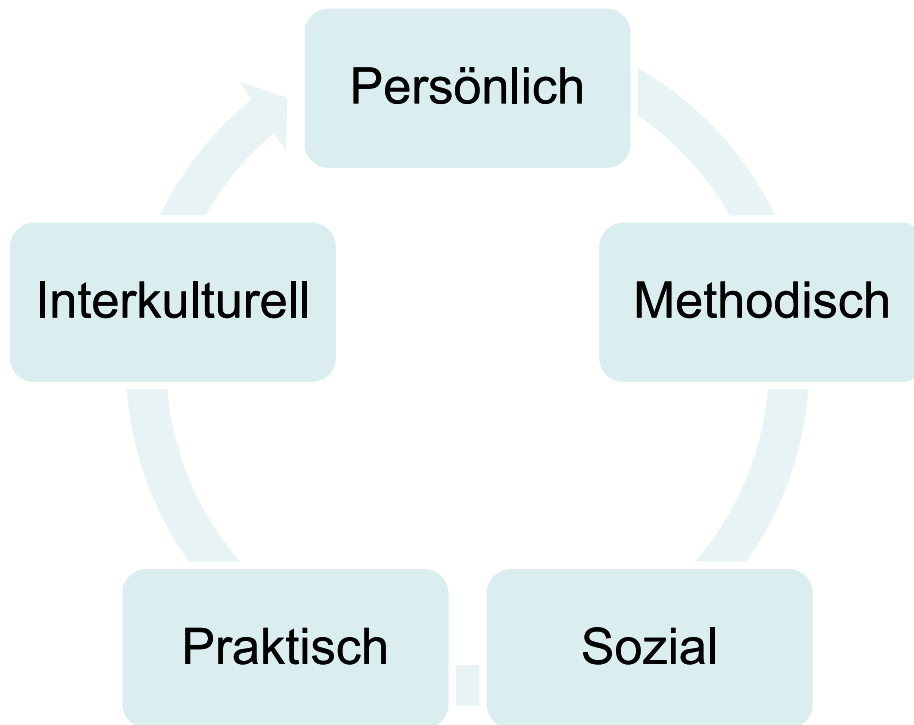 Persönlich
Methodisch
Sozial
Praktisch
Interkulturell